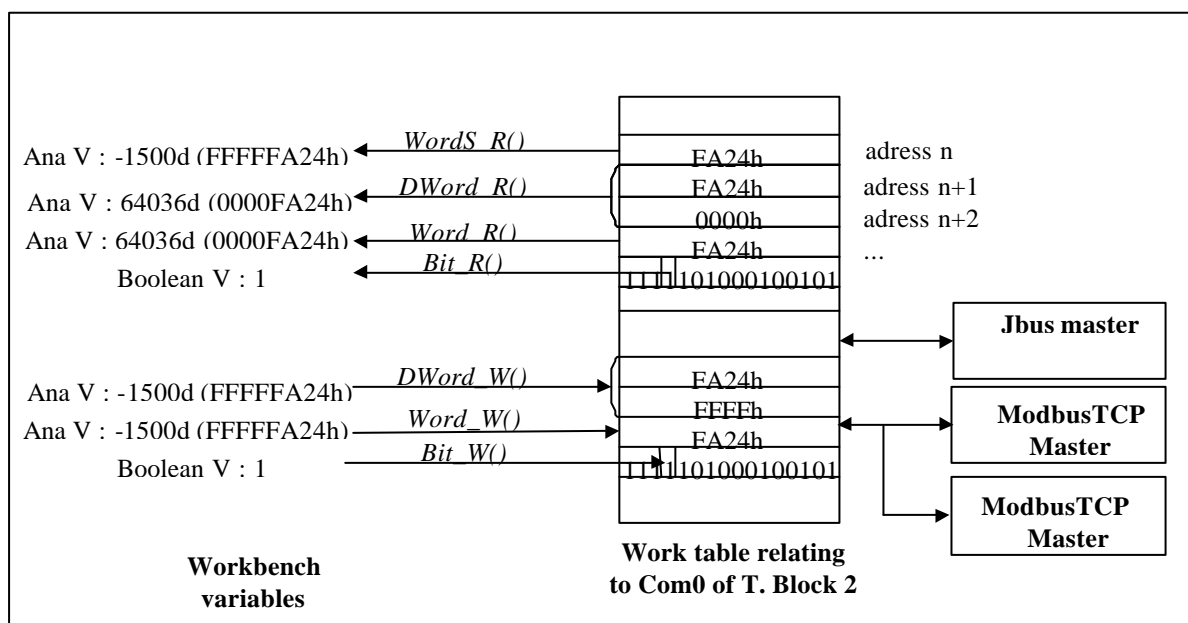 WordS_R()
Ana V : -1500d (FFFFFA24h)
FA24h
adress n
DWord_R()
FA24h
adress n+1
Ana V : 64036d (0000FA24h)
0000h
adress n+2
Word_R()
Ana V : 64036d (0000FA24h)
FA24h
...
Bit_R()
Boolean V : 1
1111101000100101
Jbus master
DWord_W()
Ana V : -1500d (FFFFFA24h)
FA24h
FFFFh
Word_W()
Ana V : -1500d (FFFFFA24h)
FA24h
ModbusTCP
Master
Bit_W()
Boolean V : 1
1111101000100101
ModbusTCP
Master
Workbench
variables
Work table relating
to Com0 of T. Block 2